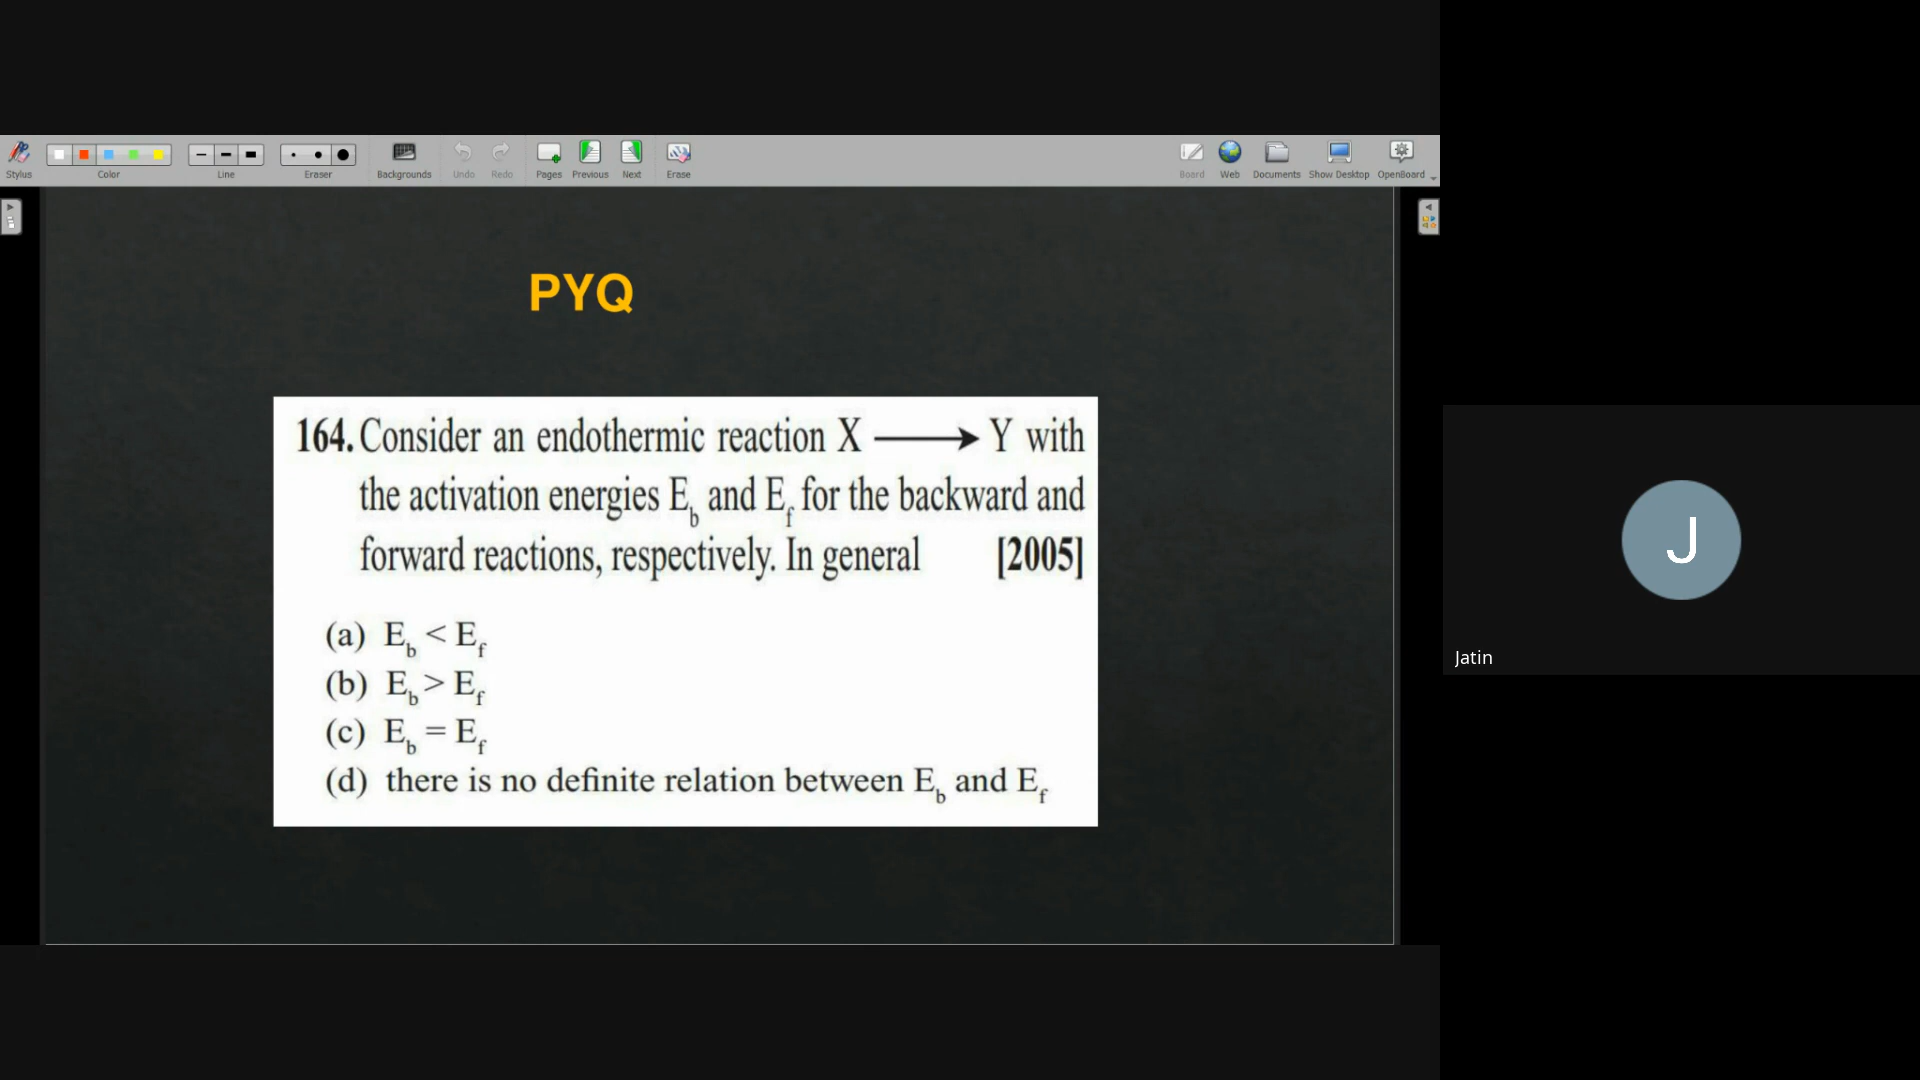 Stylus
Color
Line
Eraser
Backgrounds
Undo
Redo
Pages
Previous
Next
Erase
Board
Web
Documents
Show Desktop
OpenBoard
PYQ
164. Consider an endothermic reaction X ⟶ Y with
the activation energies E_b and E_f for the backward and
forward reactions, respectively. In general [2005]
(a) E_b < E_f
(b) E_b > E_f
(c) E_b = E_f
(d) there is no definite relation between E_b and E_f
J
Jatin